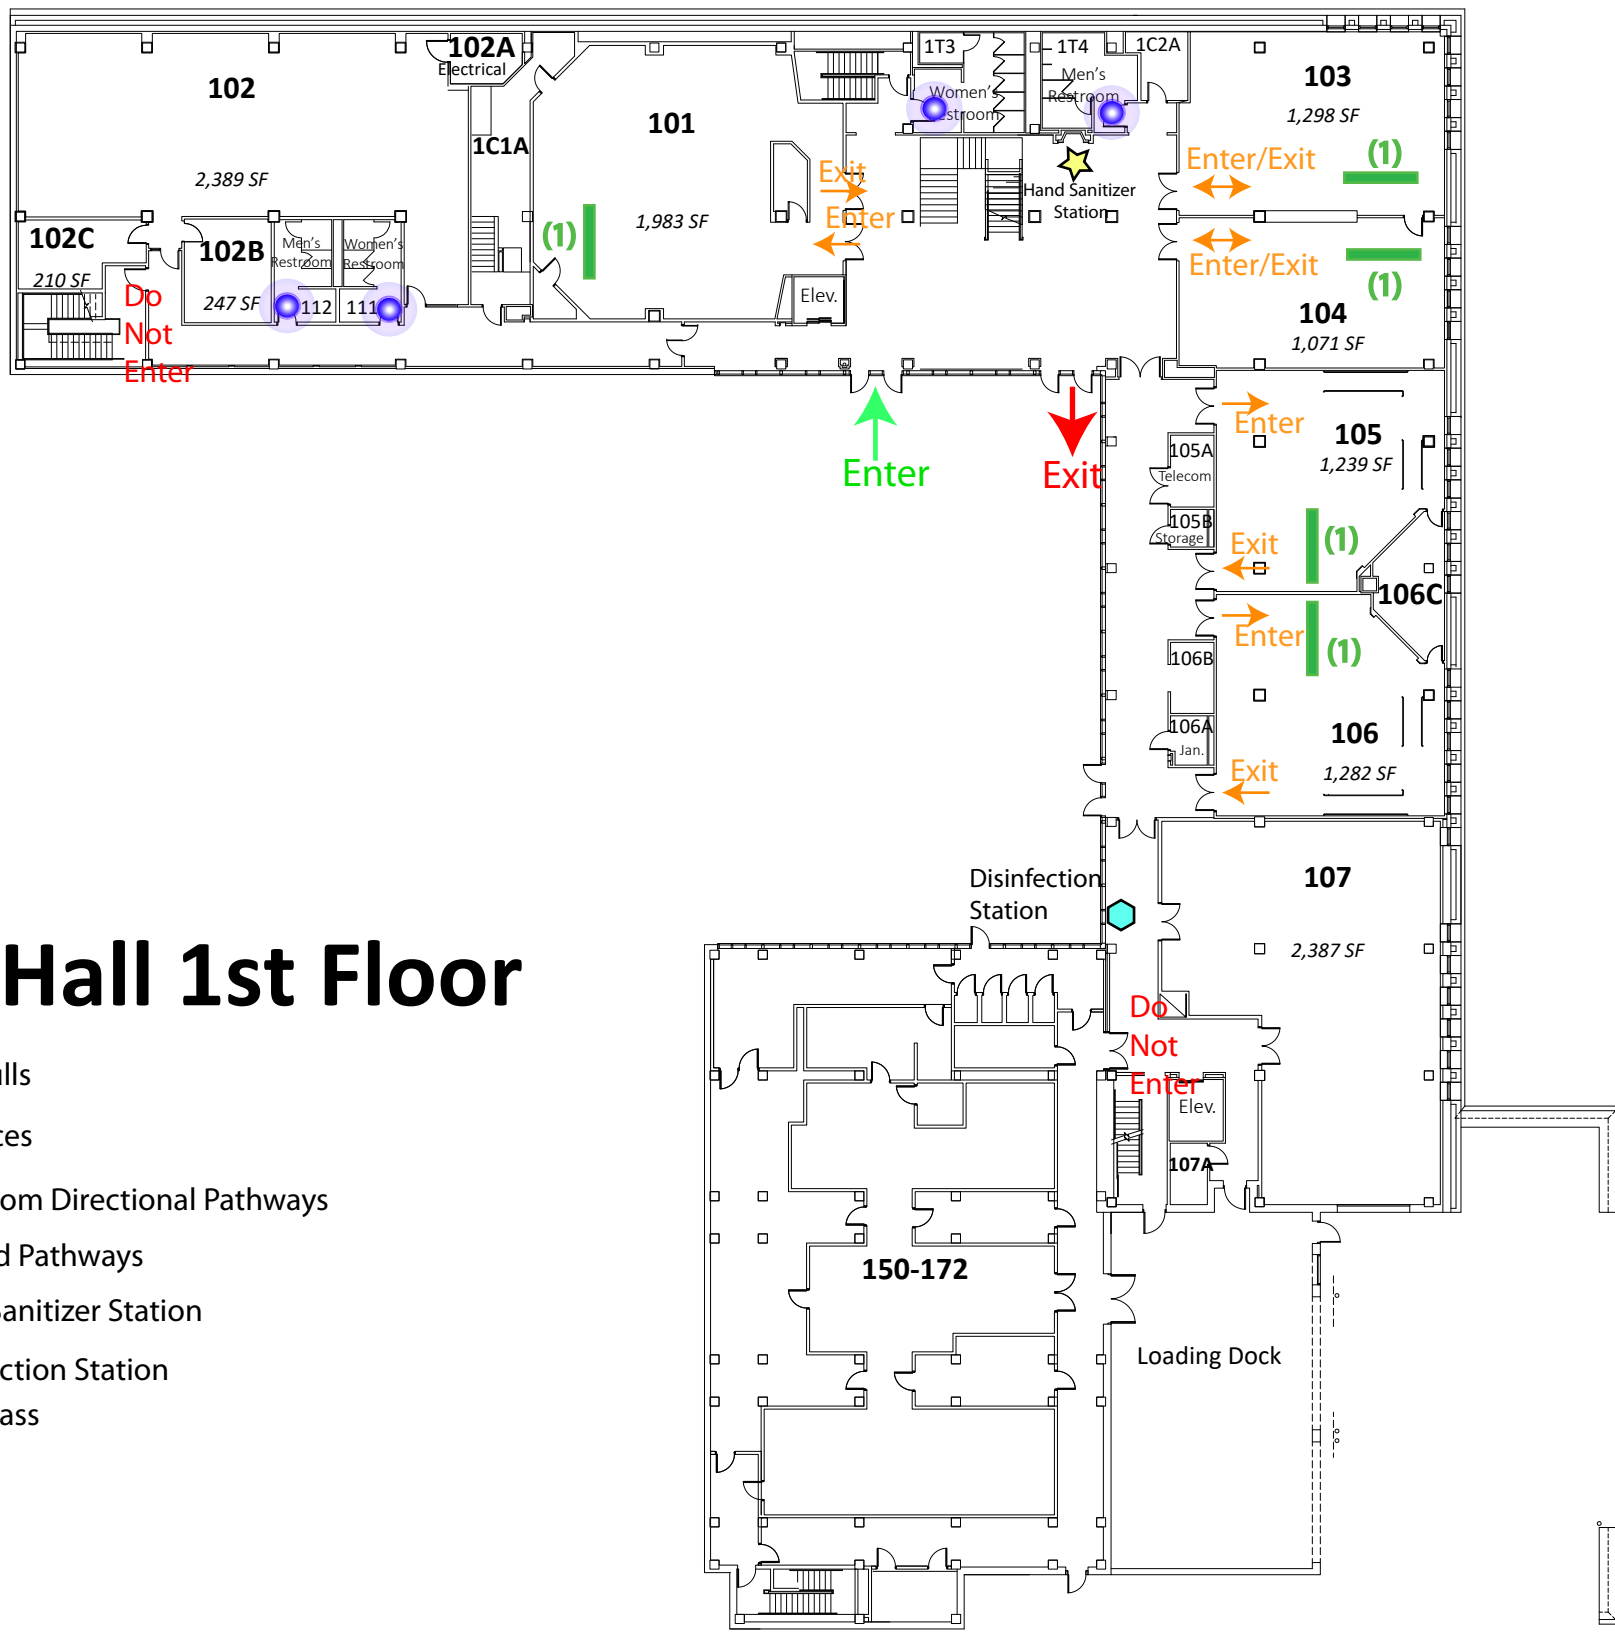 102
2,389 SF
102A
Electrical
1C1A
101
1,983 SF
(1)
Exit
Enter
Elev.
1T3
Women's
Restroom
1T4
Men's
Restroom
1C2A
Hand Sanitizer
Station
103
1,298 SF
Enter/Exit
(1)
Enter/Exit
(1)
104
1,071 SF
102C
210 SF
102B
247 SF
Men's
Restroom
Women's
Restroom
112
111
Do
Not
Enter
Enter
Exit
Enter
105
1,239 SF
105A
Telecom
105B
Storage
Exit
(1)
106C
Enter
(1)
106B
106A
Jan.
106
1,282 SF
Exit
Disinfection
Station
107
2,387 SF
Do
Not
Enter
Elev.
107A
150-172
Loading Dock
Hall 1st Floor
lls
ces
om Directional Pathways
d Pathways
Sanitizer Station
ction Station
ass